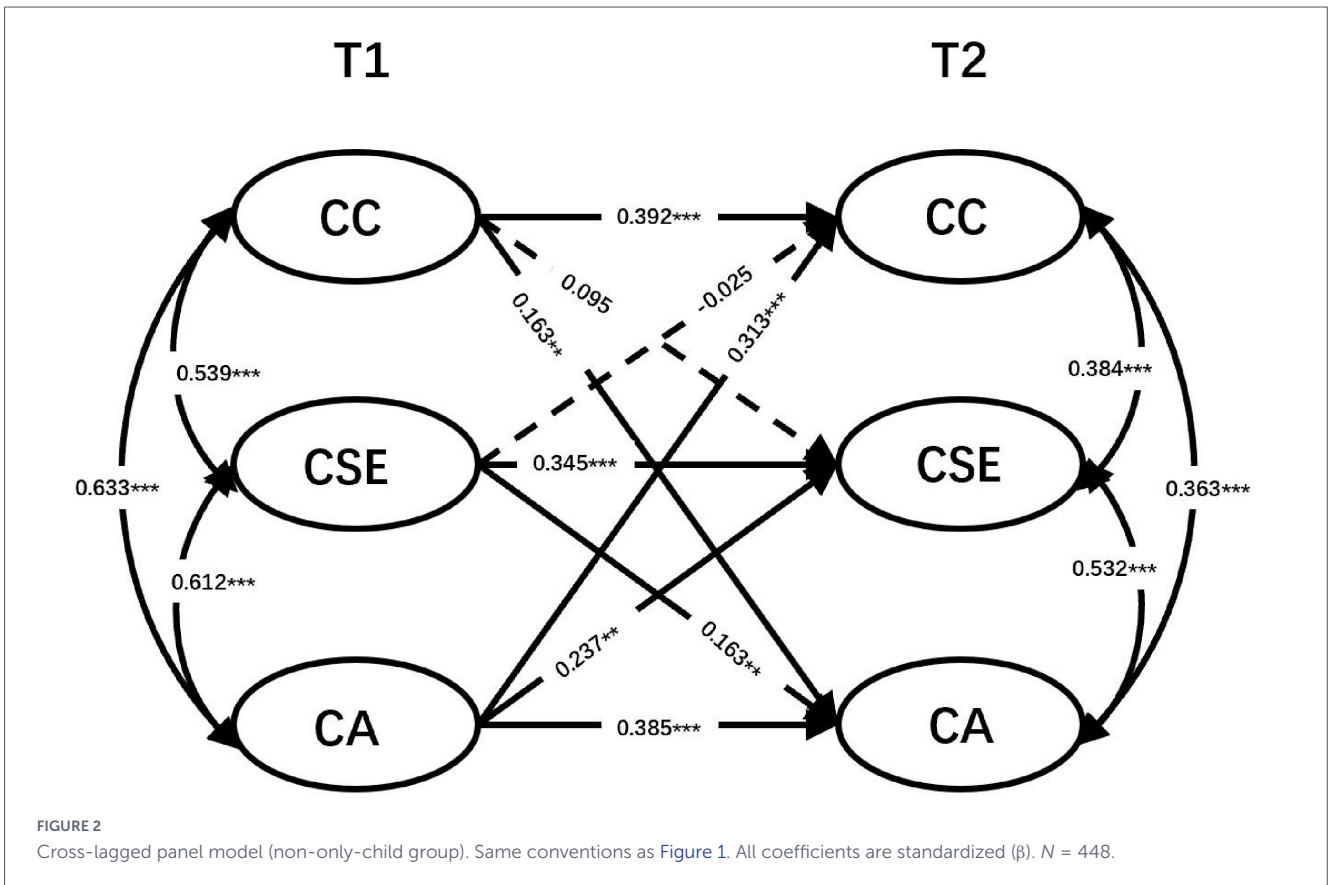 T1
T2
CC
CC
0.392***
0.095
-0.025
0.163**
0.313***
0.539***
0.384***
CSE
CSE
0.345***
0.633***
0.363***
0.612***
0.532***
0.237**
0.163**
CA
CA
0.385***
FIGURE 2
Cross-lagged panel model (non-only-child group). Same conventions as Figure 1. All coefficients are standardized (β). N = 448.